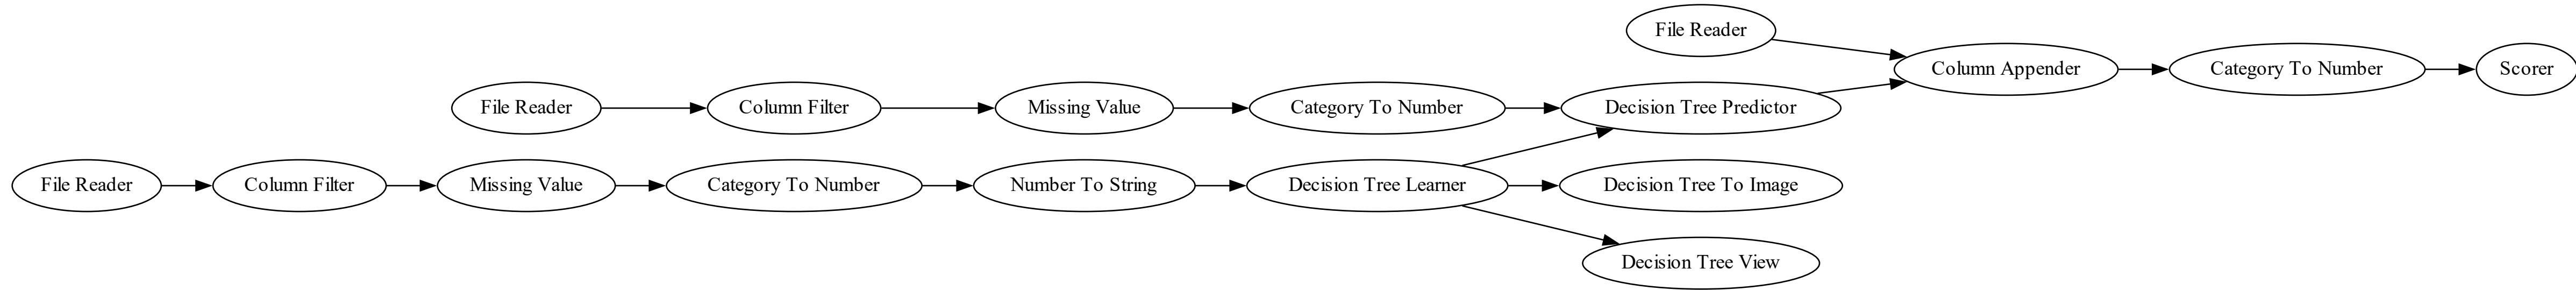 File Reader
Column Appender
Category To Number
Scorer
File Reader
Column Filter
Missing Value
Category To Number
Decision Tree Predictor
File Reader
Column Filter
Missing Value
Category To Number
Number To String
Decision Tree Learner
Decision Tree To Image
Decision Tree View